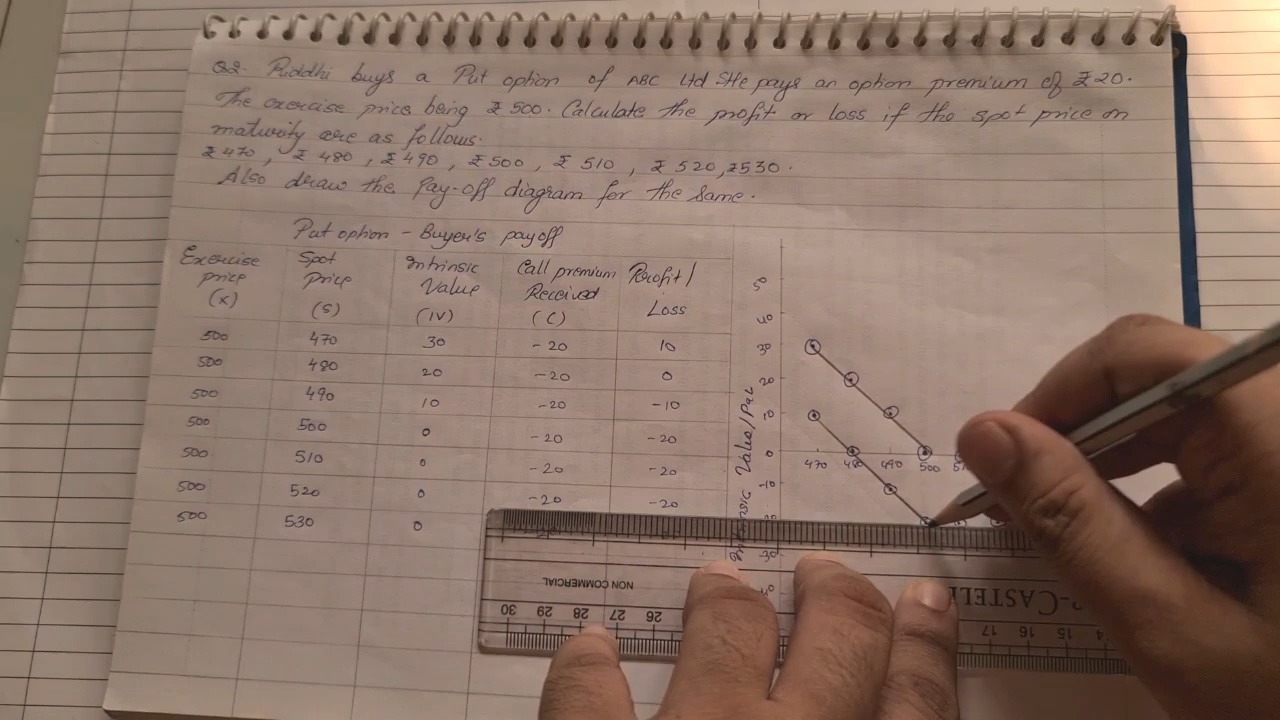 Q2. Riddhi buys a Put option of ABC Ltd She pays an option premium of ₹20.
The exercise price being ₹500. Calculate the profit or loss if the spot price on
maturity are as follows.
₹470, ₹480, ₹490, ₹500, ₹510, ₹520, ₹530.
Also draw the Pay-off diagram for the same.
Put option - Buyer's payoff
Exercise price (X) Spot Price (S) Intrinsic Value (IV) Call premium Received (C) Profit/ Loss
500 470 30 -20 10
500 480 20 -20 0
500 490 10 -20 -10
500 500 0 -20 -20
500 510 0 -20 -20
500 520 0 -20 -20
500 530 0 -20
50
40
30
20
10
0
-10
-30
470 480 490 500
Intrinsic Value/
NON COMMERCIAL
30 29 28 27 26 17 16 15 14
-CASTELL